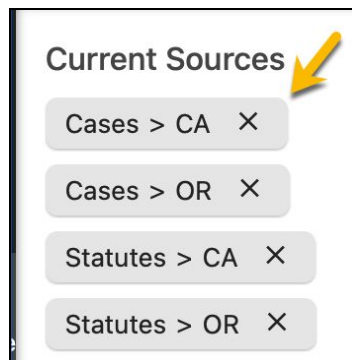 Current Sources
Cases > CA ×
Cases > OR ×
Statutes > CA ×
Statutes > OR ×